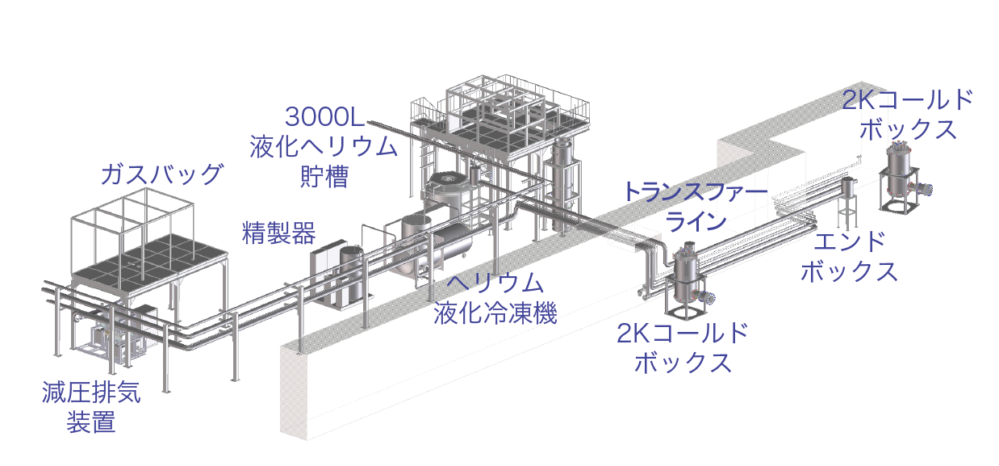 3000L
液化ヘリウム
貯槽
2Kコールド
ボックス
ガスバッグ
トランスファー
ライン
精製器
エンド
ボックス
ヘリウム
液化冷凍機
2Kコールド
ボックス
減圧排気
装置